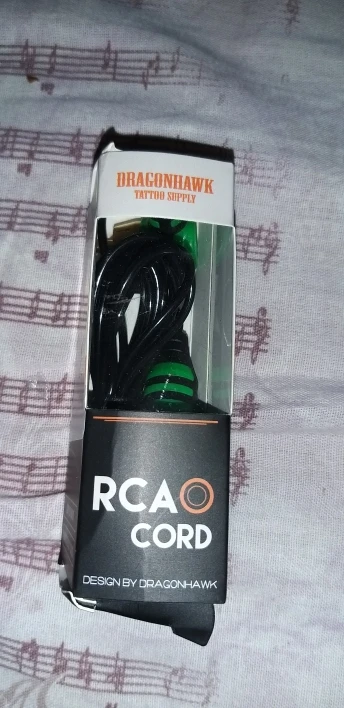 DRAGONHAWK
TATTOO SUPPLY
RCA
CORD
DESIGN BY DRAGONHAWK